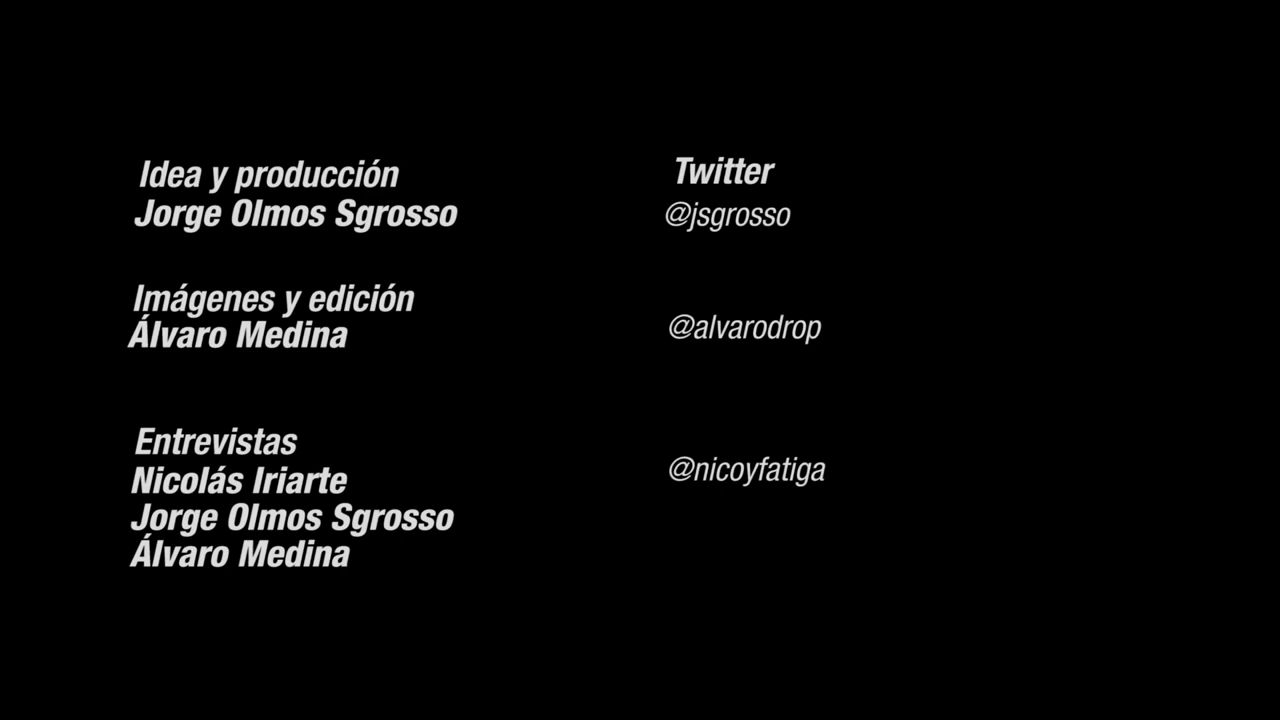 Idea y producción
Jorge Olmos Sgrosso
Twitter
@jsgrosso
Imágenes y edición
Álvaro Medina
@alvarodrop
Entrevistas
Nicolás Iriarte
Jorge Olmos Sgrosso
Álvaro Medina
@nicoyfatiga